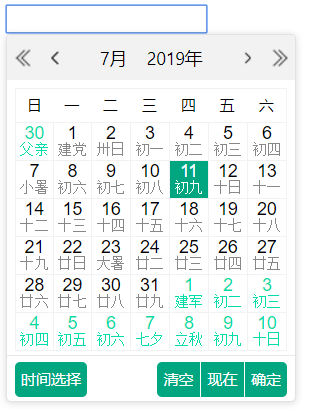 7月 2019年
日 一 二 三 四 五 六
30 1 2 3 4 5 6
父亲 建党 卅日 初一 初二 初三 初四
7 8 9 10 11 12 13
小暑 初六 初七 初八 初九 十日 十一
14 15 16 17 18 19 20
十二 十三 十四 十五 十六 十七 十八
21 22 23 24 25 26 27
十九 廿日 大暑 廿二 廿三 廿四 廿五
28 29 30 31 1 2 3
廿六 廿七 廿八 廿九 建军 初二 初三
4 5 6 7 8 9 10
初四 初五 初六 七夕 立秋 初九 十日
时间选择 清空 现在 确定